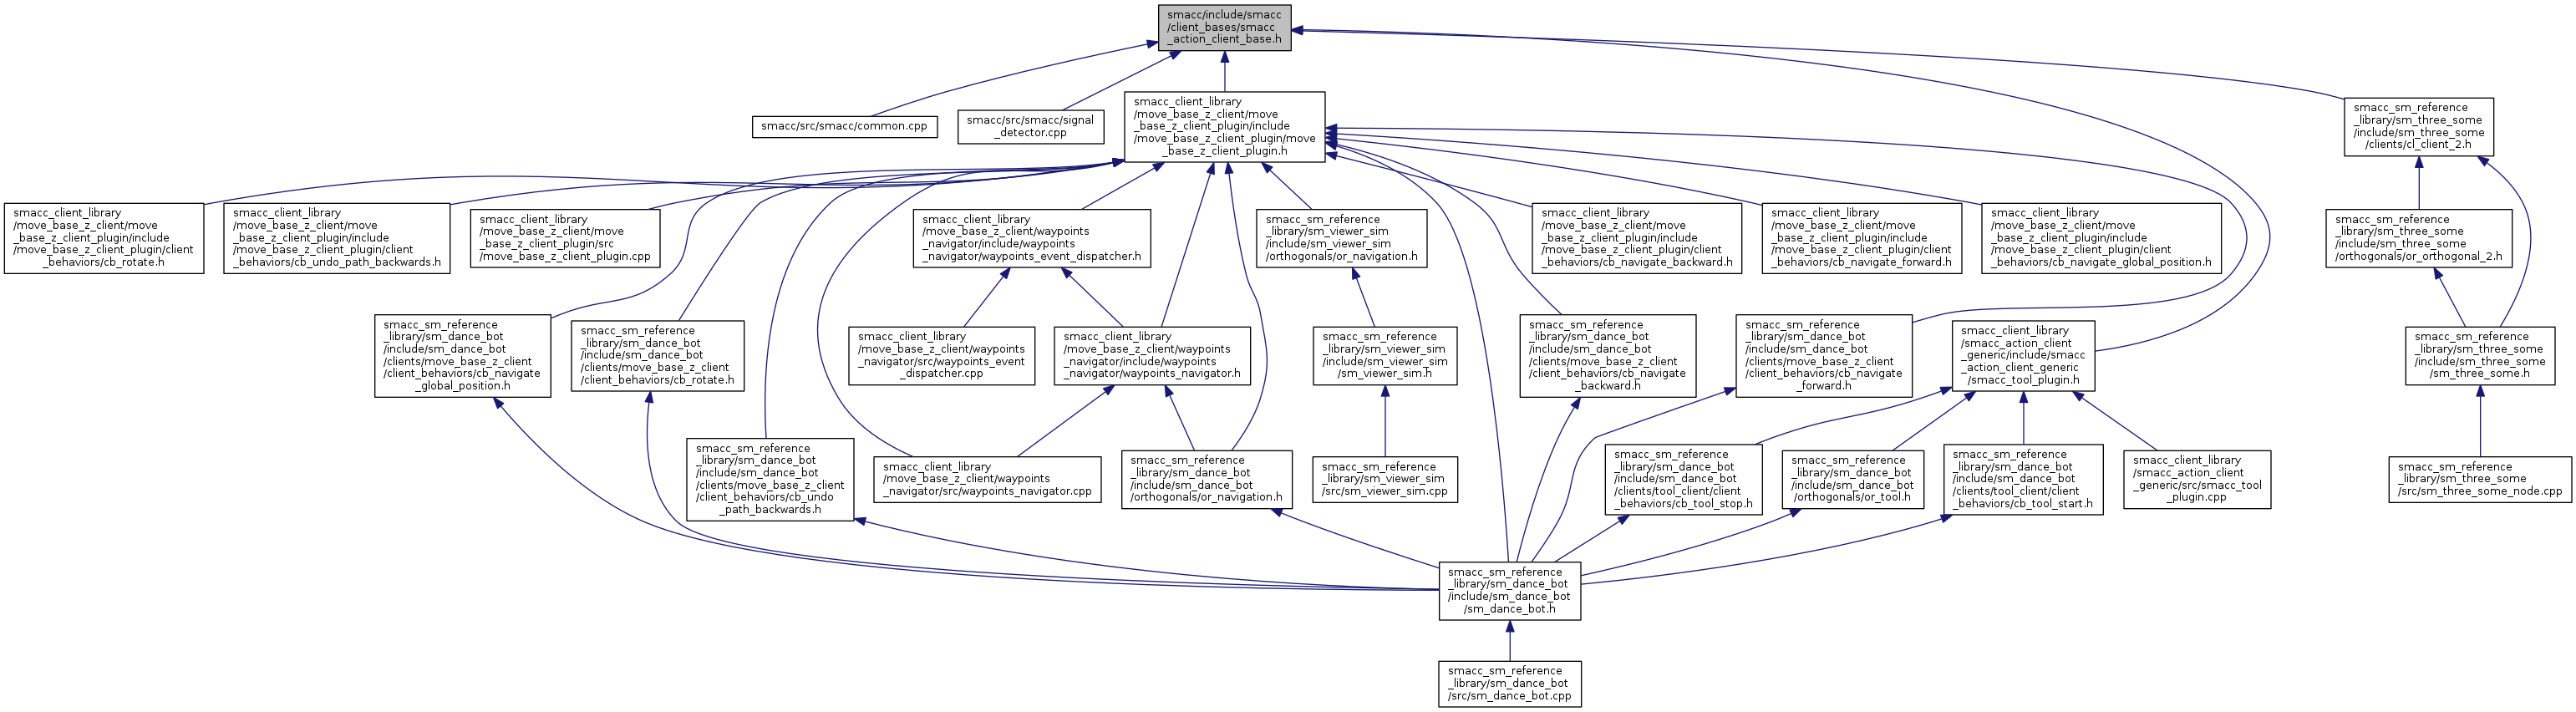 smacc/include/smacc
/client_bases/smacc
_action_client_base.h
smacc/src/smacc/common.cpp
smacc/src/smacc/signal
_detector.cpp
smacc_client_library
/move_base_z_client/move
_base_z_client_plugin/include
/move_base_z_client_plugin/move
_base_z_client_plugin.h
smacc_sm_reference
_library/sm_three_some
/include/sm_three_some
/clients/cl_client_2.h
smacc_client_library
/move_base_z_client/move
_base_z_client_plugin/include
/move_base_z_client_plugin/client
_behaviors/cb_rotate.h
smacc_client_library
/move_base_z_client/move
_base_z_client_plugin/include
/move_base_z_client_plugin/client
_behaviors/cb_undo_path_backwards.h
smacc_client_library
/move_base_z_client/move
_base_z_client_plugin/src
/move_base_z_client_plugin.cpp
smacc_client_library
/move_base_z_client/waypoints
_navigator/include/waypoints
_navigator/waypoints_event_dispatcher.h
smacc_sm_reference
_library/sm_viewer_sim
/include/sm_viewer_sim
/orthogonals/or_navigation.h
smacc_client_library
/move_base_z_client/move
_base_z_client_plugin/include
/move_base_z_client_plugin/client
_behaviors/cb_navigate_backward.h
smacc_client_library
/move_base_z_client/move
_base_z_client_plugin/include
/move_base_z_client_plugin/client
_behaviors/cb_navigate_forward.h
smacc_client_library
/move_base_z_client/move
_base_z_client_plugin/include
/move_base_z_client_plugin/client
_behaviors/cb_navigate_global_position.h
smacc_sm_reference
_library/sm_three_some
/include/sm_three_some
/orthogonals/or_orthogonal_2.h
smacc_sm_reference
_library/sm_dance_bot
/include/sm_dance_bot
/clients/move_base_z_client
/client_behaviors/cb_navigate
_global_position.h
smacc_sm_reference
_library/sm_dance_bot
/include/sm_dance_bot
/clients/move_base_z_client
/client_behaviors/cb_rotate.h
smacc_client_library
/move_base_z_client/waypoints
_navigator/src/waypoints_event
_dispatcher.cpp
smacc_client_library
/move_base_z_client/waypoints
_navigator/include/waypoints
_navigator/waypoints_navigator.h
smacc_sm_reference
_library/sm_viewer_sim
/include/sm_viewer_sim
/sm_viewer_sim.h
smacc_sm_reference
_library/sm_dance_bot
/include/sm_dance_bot
/clients/move_base_z_client
/client_behaviors/cb_navigate
_backward.h
smacc_sm_reference
_library/sm_dance_bot
/include/sm_dance_bot
/clients/move_base_z_client
/client_behaviors/cb_navigate
_forward.h
smacc_client_library
/smacc_action_client
_generic/include/smacc
_action_client_generic
/smacc_tool_plugin.h
smacc_sm_reference
_library/sm_three_some
/include/sm_three_some
/sm_three_some.h
smacc_sm_reference
_library/sm_dance_bot
/include/sm_dance_bot
/clients/move_base_z_client
/client_behaviors/cb_undo
_path_backwards.h
smacc_client_library
/move_base_z_client/waypoints
_navigator/src/waypoints_navigator.cpp
smacc_sm_reference
_library/sm_dance_bot
/include/sm_dance_bot
/orthogonals/or_navigation.h
smacc_sm_reference
_library/sm_viewer_sim
/src/sm_viewer_sim.cpp
smacc_sm_reference
_library/sm_dance_bot
/include/sm_dance_bot
/clients/tool_client/client
_behaviors/cb_tool_stop.h
smacc_sm_reference
_library/sm_dance_bot
/include/sm_dance_bot
/orthogonals/or_tool.h
smacc_sm_reference
_library/sm_dance_bot
/include/sm_dance_bot
/clients/tool_client/client
_behaviors/cb_tool_start.h
smacc_client_library
/smacc_action_client
_generic/src/smacc_tool
_plugin.cpp
smacc_sm_reference
_library/sm_three_some
/src/sm_three_some_node.cpp
smacc_sm_reference
_library/sm_dance_bot
/include/sm_dance_bot
/sm_dance_bot.h
smacc_sm_reference
_library/sm_dance_bot
/src/sm_dance_bot.cpp